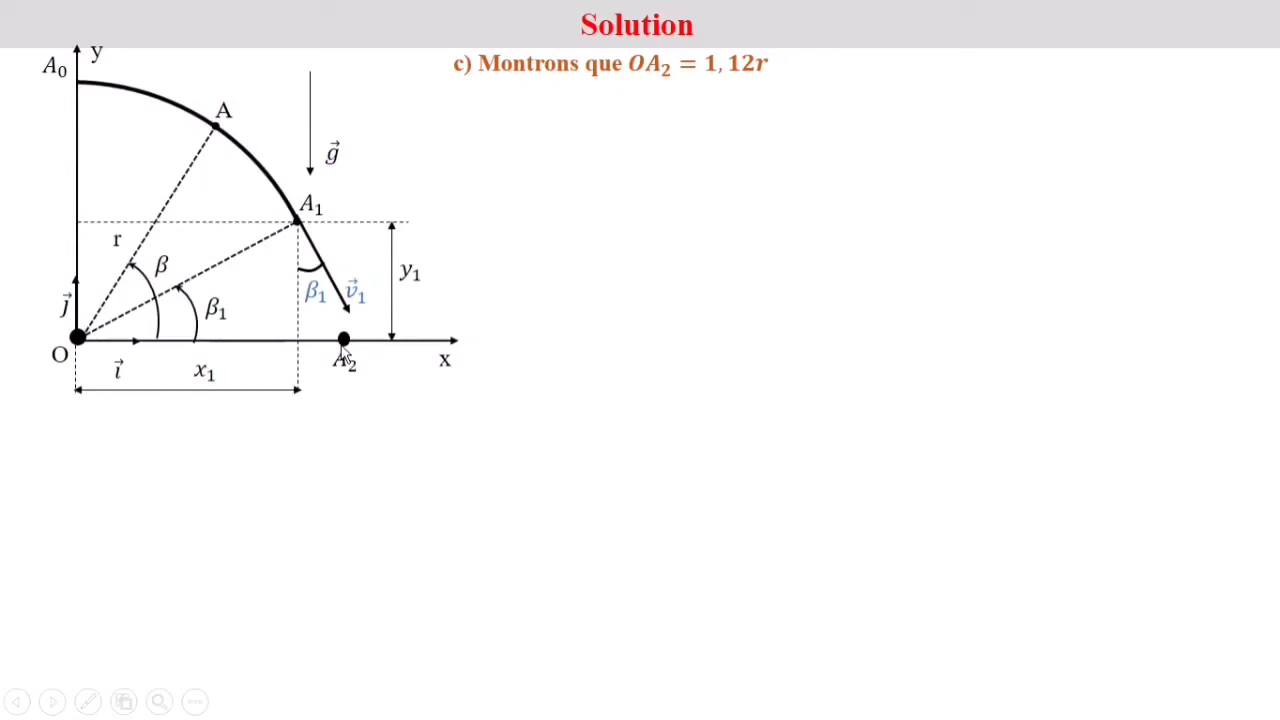 Solution
c) Montrons que OA₂ = 1,12r
y
A₀
A
g⃗
A₁
r
β
y₁
β₁
β₁
v⃗₁
j⃗
O
i⃗
x₁
A₂
x